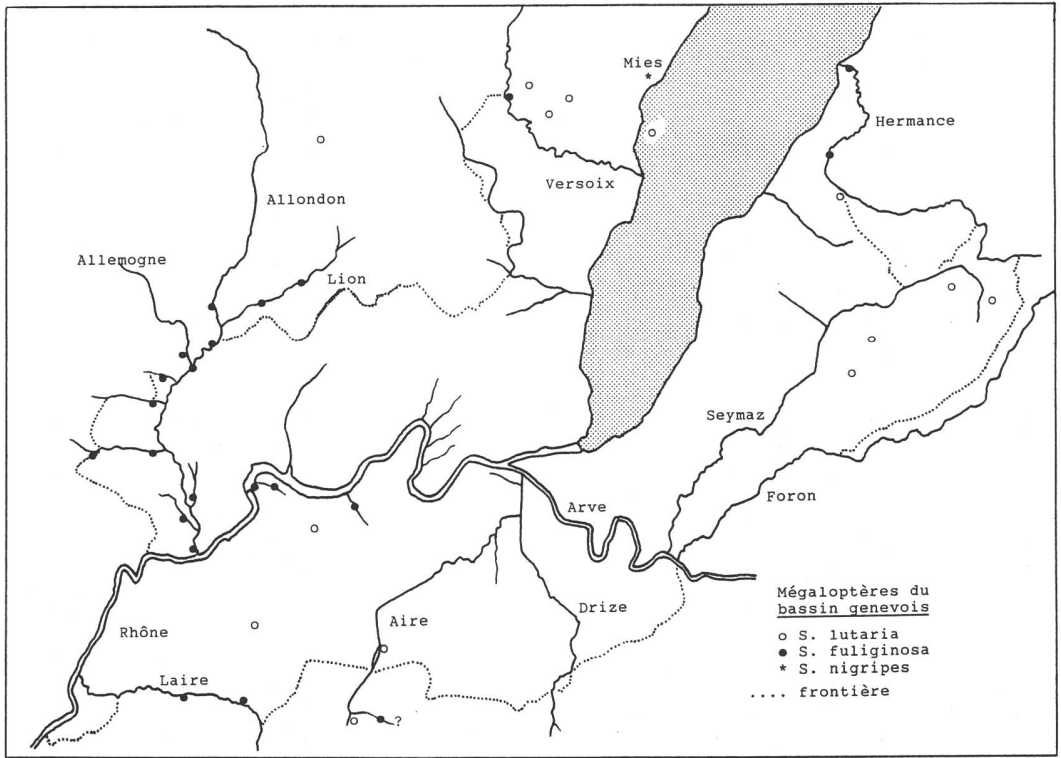 Mies
*
Hermance
Versoix
Allondon
Allemogne
Lion
Seymaz
Foron
Arve
Mégaloptères du
bassin genevois
○ S. lutaria
● S. fuliginosa
* S. nigripes
.... frontière
Drize
Aire
Rhône
Laire
?